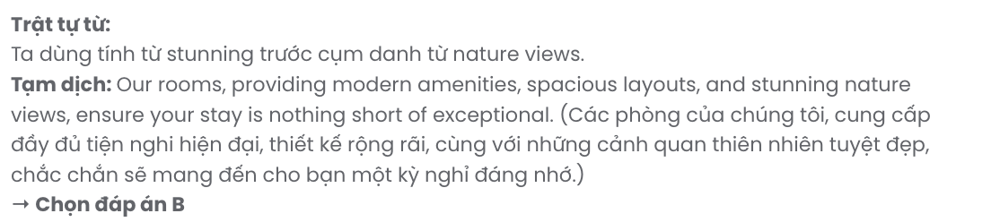 Trật tự từ:
Ta dùng tính từ stunning trước cụm danh từ nature views.
Tạm dịch: Our rooms, providing modern amenities, spacious layouts, and stunning nature
views, ensure your stay is nothing short of exceptional. (Các phòng của chúng tôi, cung cấp
đầy đủ tiện nghi hiện đại, thiết kế rộng rãi, cùng với những cảnh quan thiên nhiên tuyệt đẹp,
chắc chắn sẽ mang đến cho bạn một kỳ nghỉ đáng nhớ.)
→ Chọn đáp án B